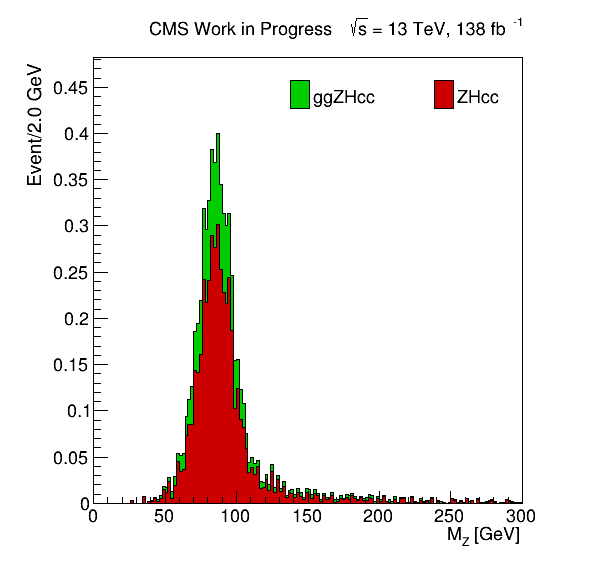 CMS Work in Progress √s = 13 TeV, 138 fb -1
Event/2.0 GeV
ggZHcc ZHcc
0.45
0.4
0.35
0.3
0.25
0.2
0.15
0.1
0.05
0
0 50 100 150 200 250 300
M_Z [GeV]